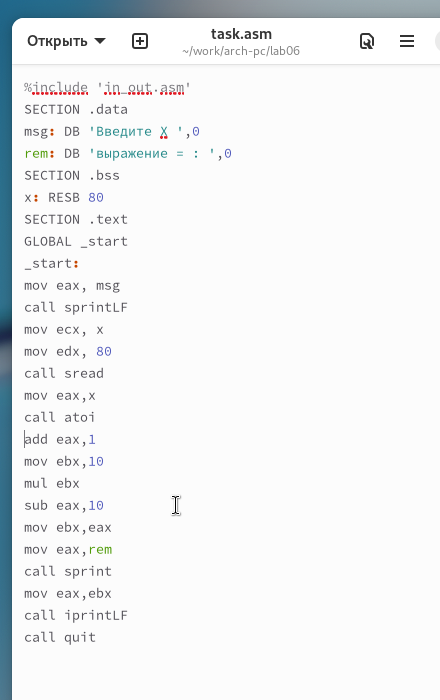 Открыть
task.asm
~/work/arch-pc/lab06
%include 'in_out.asm'
SECTION .data
msg: DB 'Введите X ',0
rem: DB 'выражение = : ',0
SECTION .bss
x: RESB 80
SECTION .text
GLOBAL _start
_start:
mov eax, msg
call sprintLF
mov ecx, x
mov edx, 80
call sread
mov eax,x
call atoi
add eax,1
mov ebx,10
mul ebx
sub eax,10
mov ebx,eax
mov eax,rem
call sprint
mov eax,ebx
call iprintLF
call quit